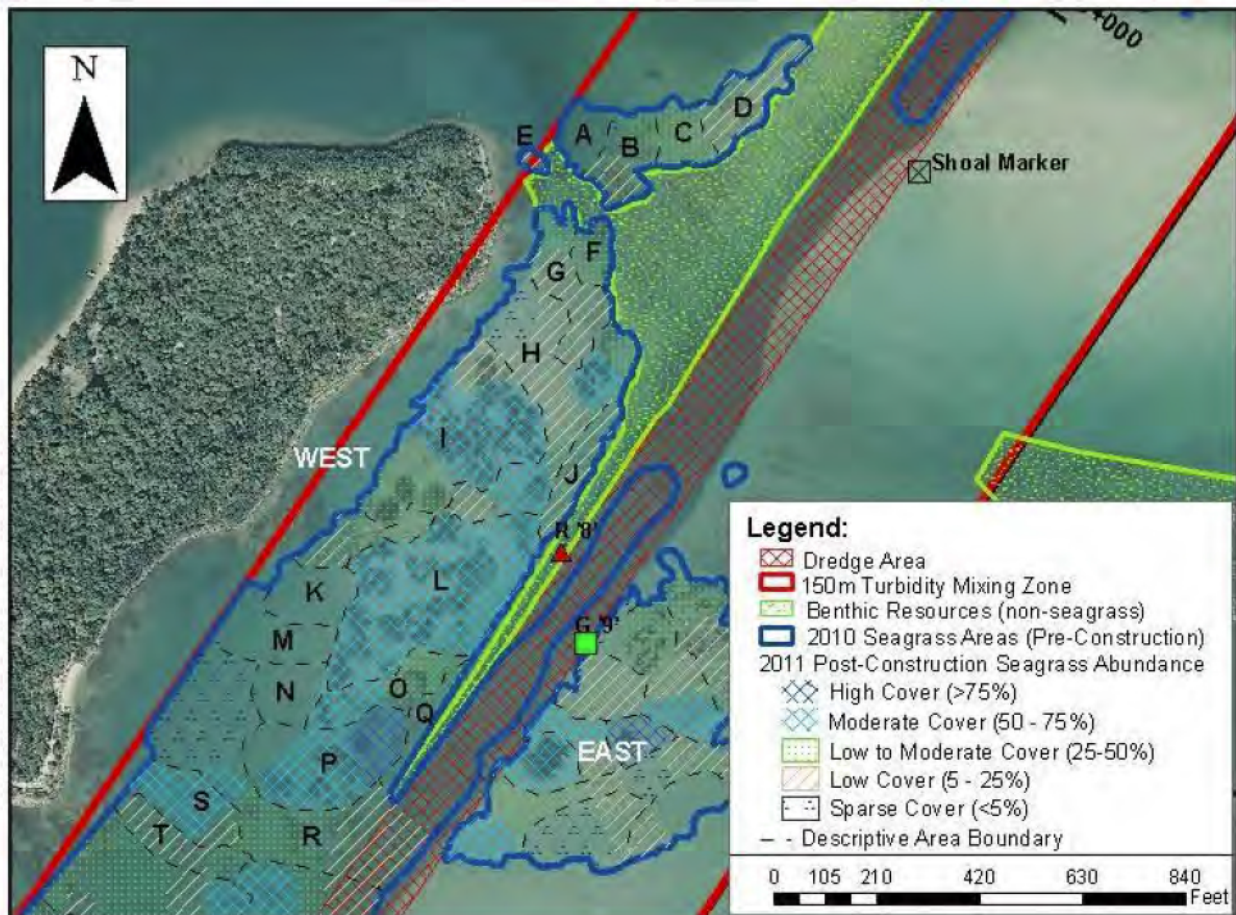 4000
N
Shoal Marker
A
B
C
D
E
F
G
H
I
J
WEST
R '8'
K
L
M
G '9'
N
O
Q
P
EAST
S
R
T
Legend:
Dredge Area
150m Turbidity Mixing Zone
Benthic Resources (non-seagrass)
2010 Seagrass Areas (Pre-Construction)
2011 Post-Construction Seagrass Abundance
High Cover (>75%)
Moderate Cover (50 - 75%)
Low to Moderate Cover (25-50%)
Low Cover (5 - 25%)
Sparse Cover (<5%)
Descriptive Area Boundary
0 105 210 420 630 840
Feet